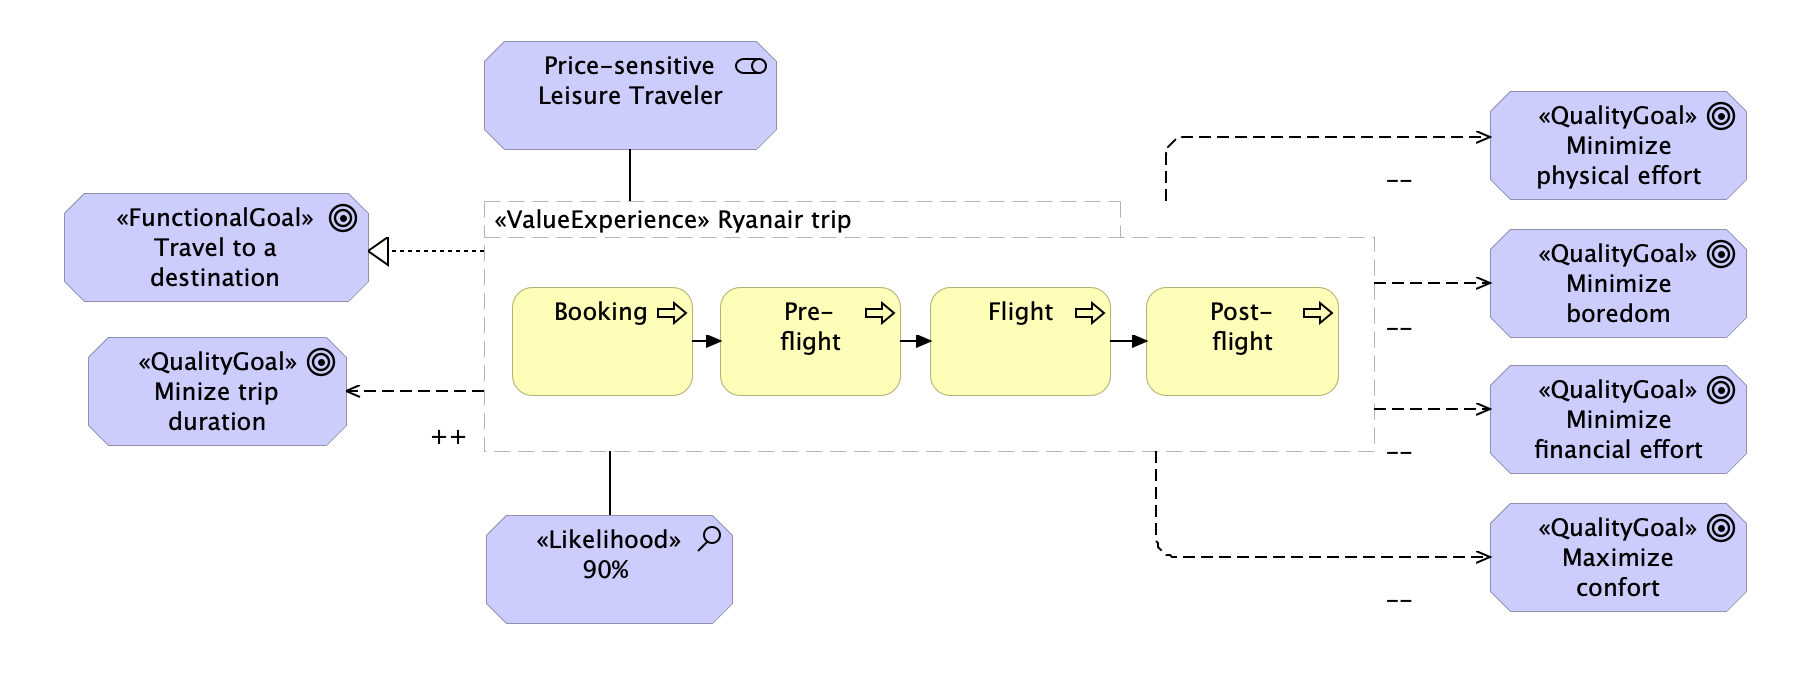 Price-sensitive
Leisure Traveler
«QualityGoal»
Minimize
physical effort
--
«FunctionalGoal»
Travel to a
destination
«ValueExperience» Ryanair trip
«QualityGoal»
Minimize
boredom
--
Booking
Pre-
flight
Flight
Post-
flight
«QualityGoal»
Minize trip
duration
++
«QualityGoal»
Minimize
financial effort
--
«Likelihood»
90%
«QualityGoal»
Maximize
confort
--